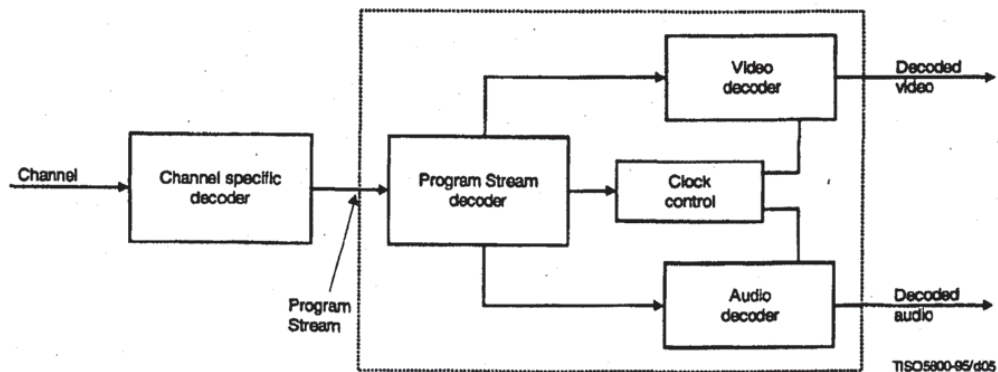 Channel
Channel specific
decoder
Program
Stream
Program Stream
decoder
Video
decoder
Clock
control
Audio
decoder
Decoded
video
Decoded
audio
TISO5800-95/d05